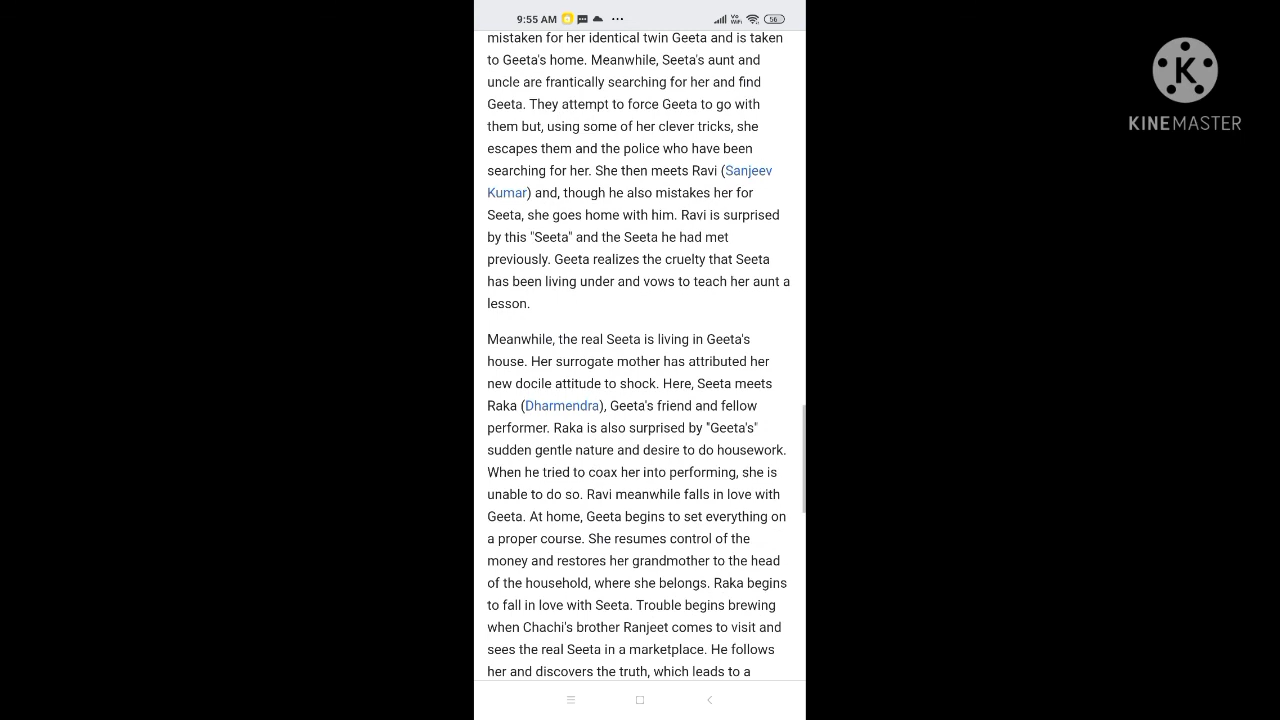 9:55 AM
Vo
WiFi
56
mistaken for her identical twin Geeta and is taken
to Geeta's home. Meanwhile, Seeta's aunt and
uncle are frantically searching for her and find
Geeta. They attempt to force Geeta to go with
them but, using some of her clever tricks, she
escapes them and the police who have been
searching for her. She then meets Ravi (Sanjeev
Kumar) and, though he also mistakes her for
Seeta, she goes home with him. Ravi is surprised
by this "Seeta" and the Seeta he had met
previously. Geeta realizes the cruelty that Seeta
has been living under and vows to teach her aunt a
lesson.
Meanwhile, the real Seeta is living in Geeta's
house. Her surrogate mother has attributed her
new docile attitude to shock. Here, Seeta meets
Raka (Dharmendra), Geeta's friend and fellow
performer. Raka is also surprised by "Geeta's"
sudden gentle nature and desire to do housework.
When he tried to coax her into performing, she is
unable to do so. Ravi meanwhile falls in love with
Geeta. At home, Geeta begins to set everything on
a proper course. She resumes control of the
money and restores her grandmother to the head
of the household, where she belongs. Raka begins
to fall in love with Seeta. Trouble begins brewing
when Chachi's brother Ranjeet comes to visit and
sees the real Seeta in a marketplace. He follows
her and discovers the truth, which leads to a
K
KINEMASTER